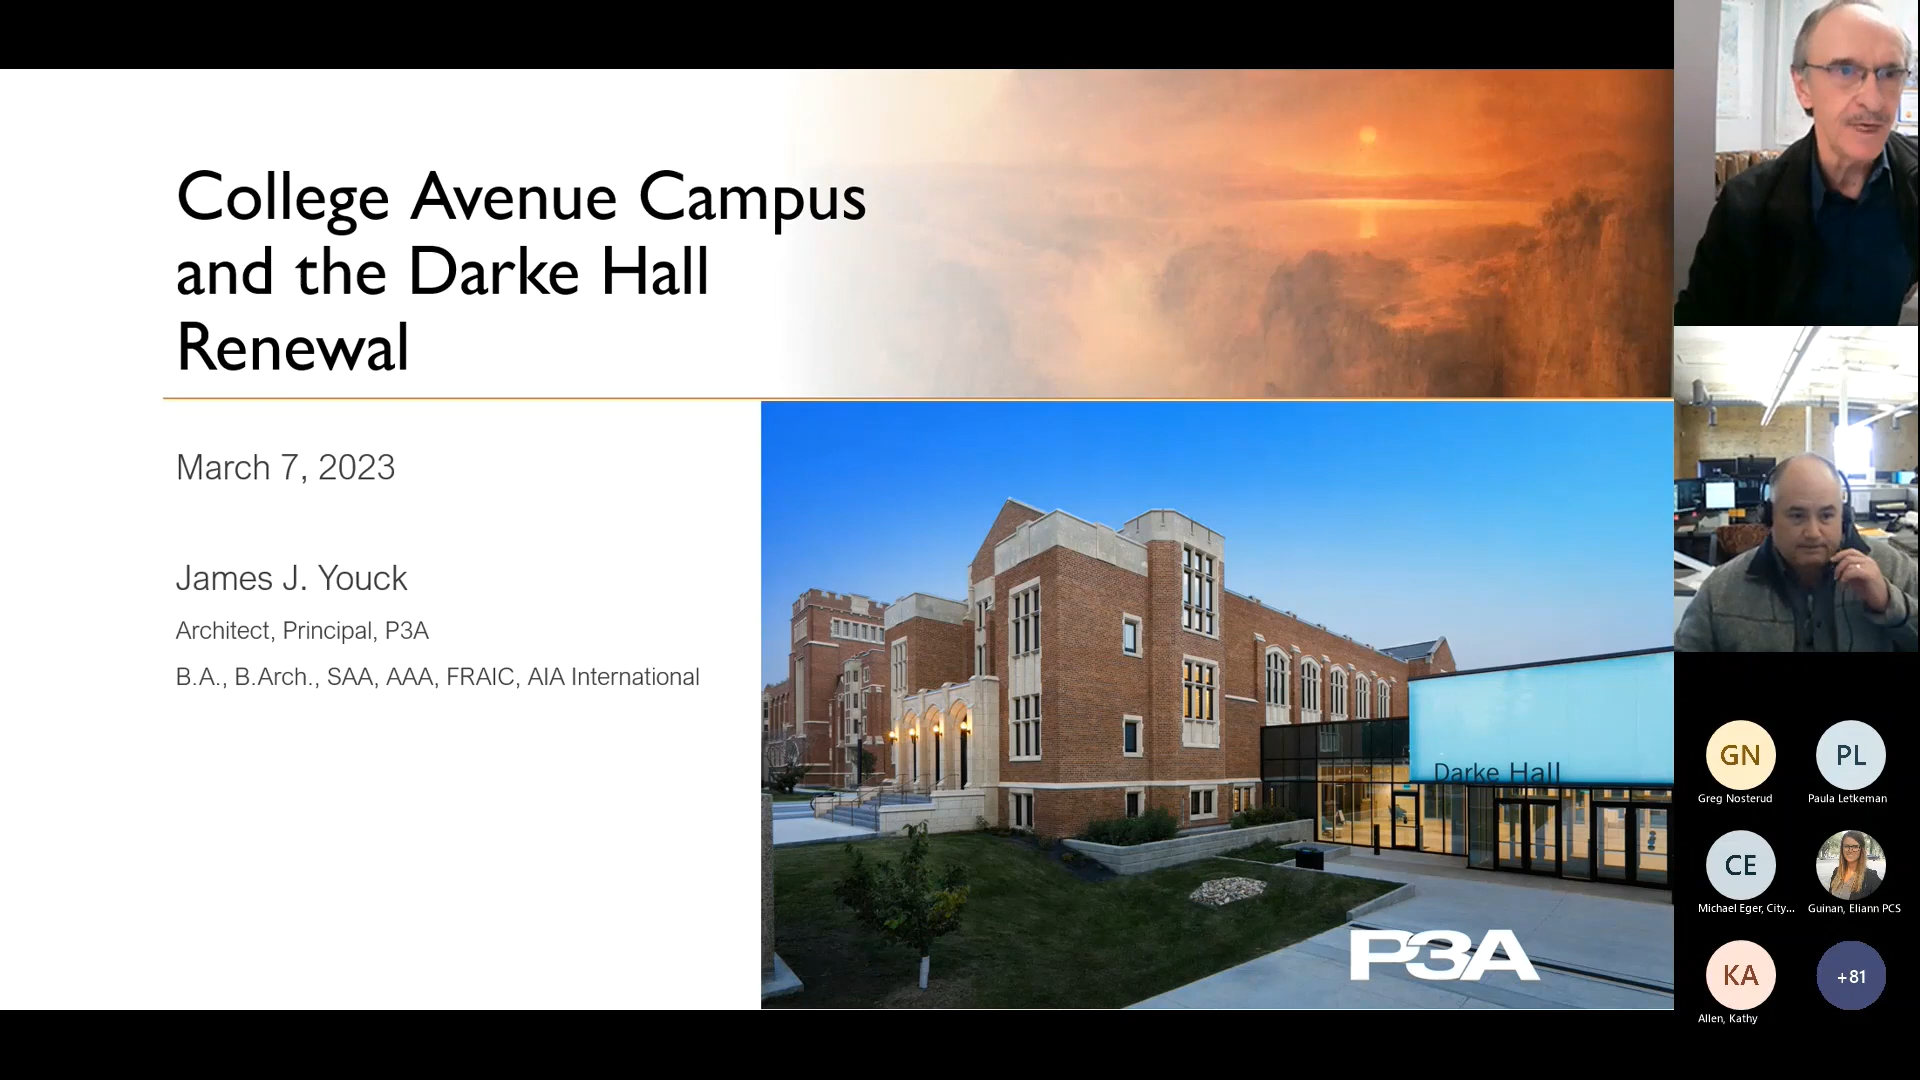 College Avenue Campus
and the Darke Hall
Renewal
March 7, 2023
James J. Youck
Architect, Principal, P3A
B.A., B.Arch., SAA, AAA, FRAIC, AIA International
Darke Hall
P3A
GN
Greg Nosterud
PL
Paula Letkeman
CE
Michael Eger, City...
Guinan, Eliann PCS
KA
Allen, Kathy
+81